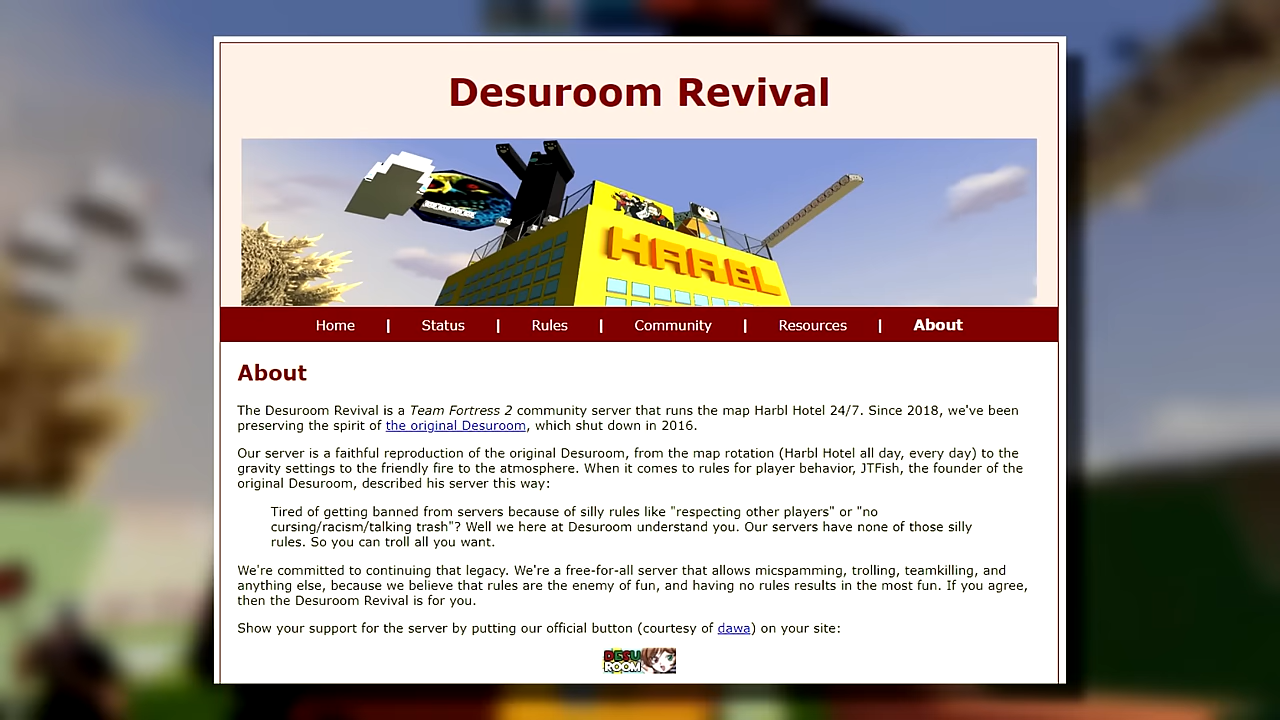 Desuroom Revival
HARBL
Home | Status | Rules | Community | Resources | About
About
The Desuroom Revival is a Team Fortress 2 community server that runs the map Harbl Hotel 24/7. Since 2018, we've been
preserving the spirit of the original Desuroom, which shut down in 2016.
Our server is a faithful reproduction of the original Desuroom, from the map rotation (Harbl Hotel all day, every day) to the
gravity settings to the friendly fire to the atmosphere. When it comes to rules for player behavior, JTFish, the founder of the
original Desuroom, described his server this way:
Tired of getting banned from servers because of silly rules like "respecting other players" or "no
cursing/racism/talking trash"? Well we here at Desuroom understand you. Our servers have none of those silly
rules. So you can troll all you want.
We're committed to continuing that legacy. We're a free-for-all server that allows micspamming, trolling, teamkilling, and
anything else, because we believe that rules are the enemy of fun, and having no rules results in the most fun. If you agree,
then the Desuroom Revival is for you.
Show your support for the server by putting our official button (courtesy of dawa) on your site:
DESU
ROOM